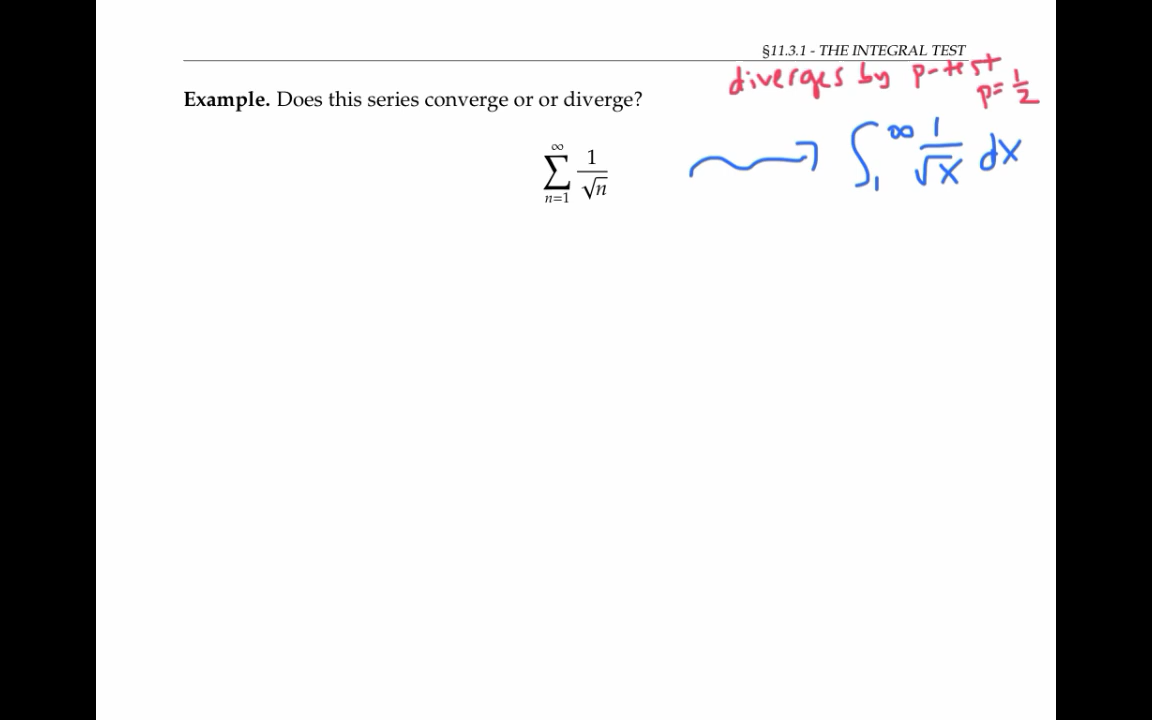 §11.3.1 - THE INTEGRAL TEST
diverges by p-test
p = 1/2
Example. Does this series converge or or diverge?
∑_{n=1}^{∞} 1/√n ⟿ ∫_1^∞ 1/√x dx